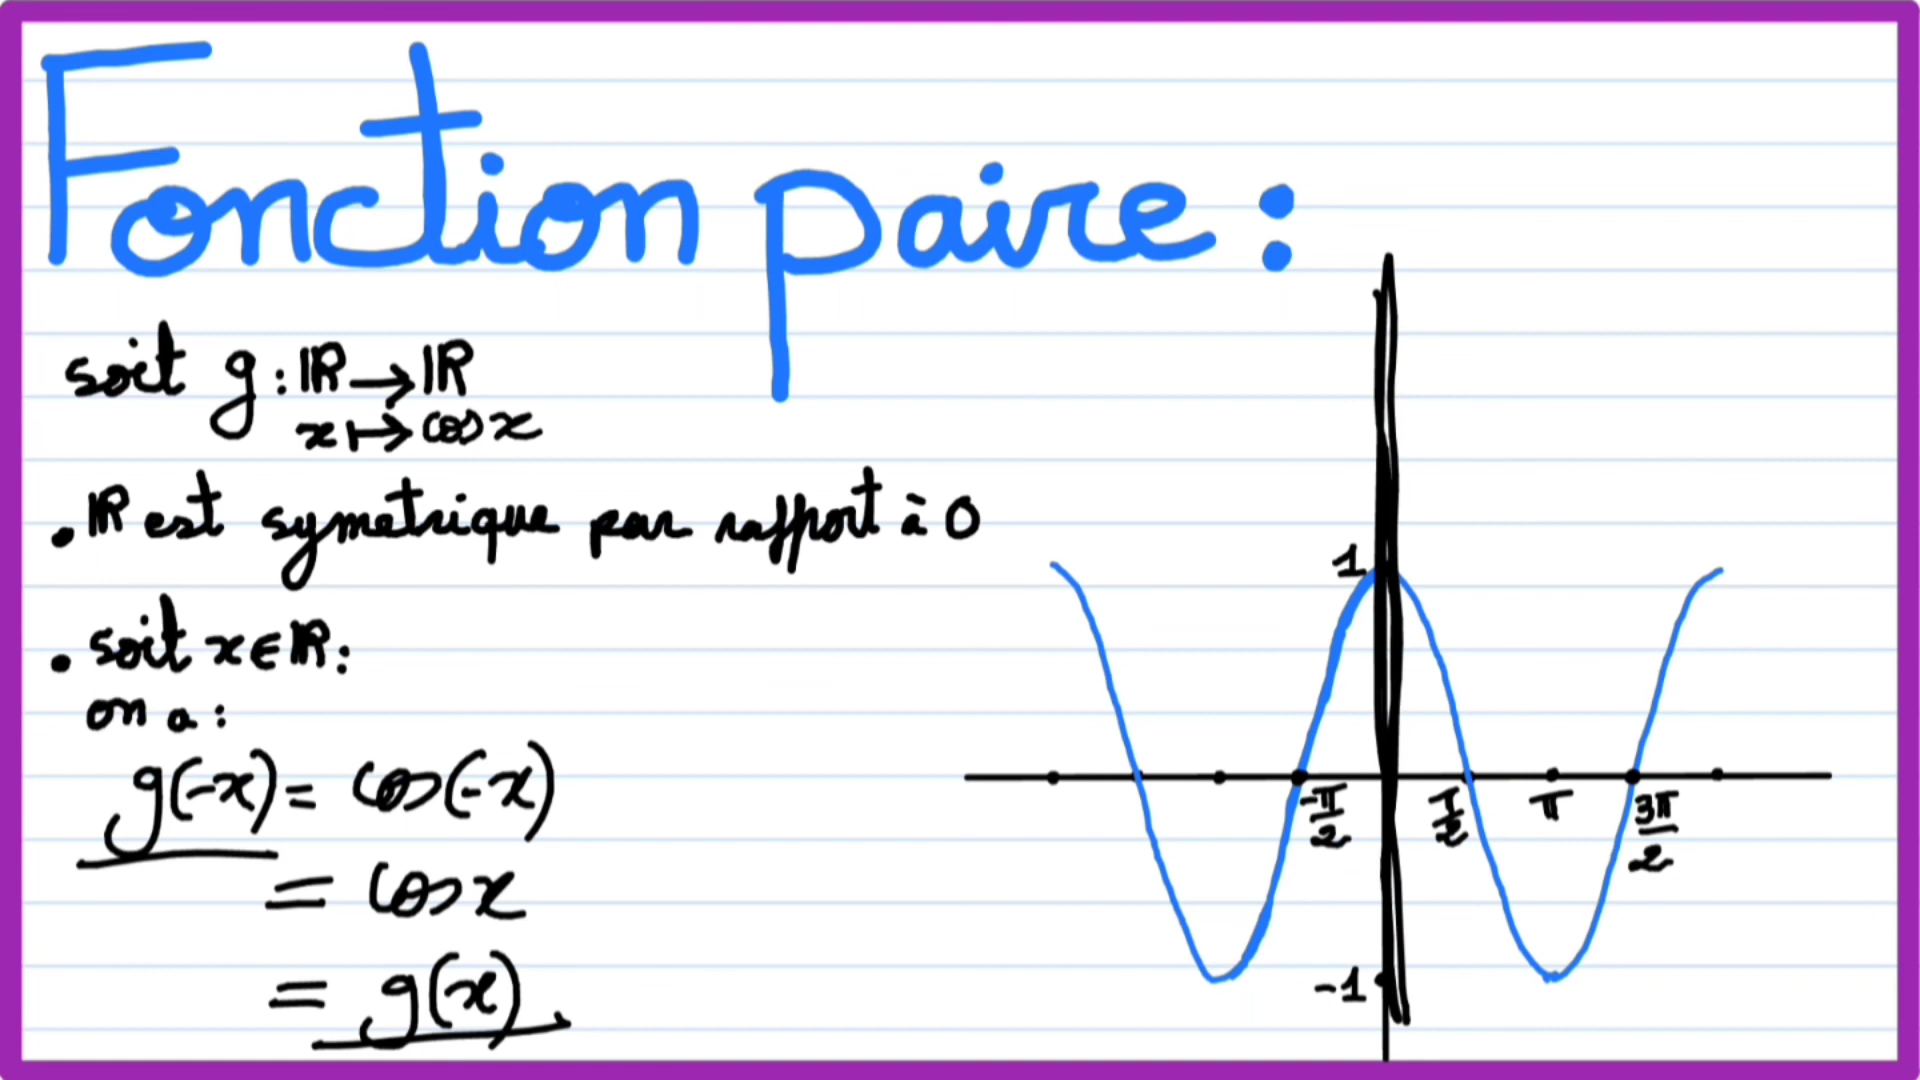 Fonction paire :
soit g : ℝ → ℝ
x ↦ cos x
. ℝ est symetrique par rapport à 0
. soit x ∈ ℝ :
on a :
g(-x) = cos(-x)
= cos x
= g(x)
1
-π/2
π/2
π
3π/2
-1